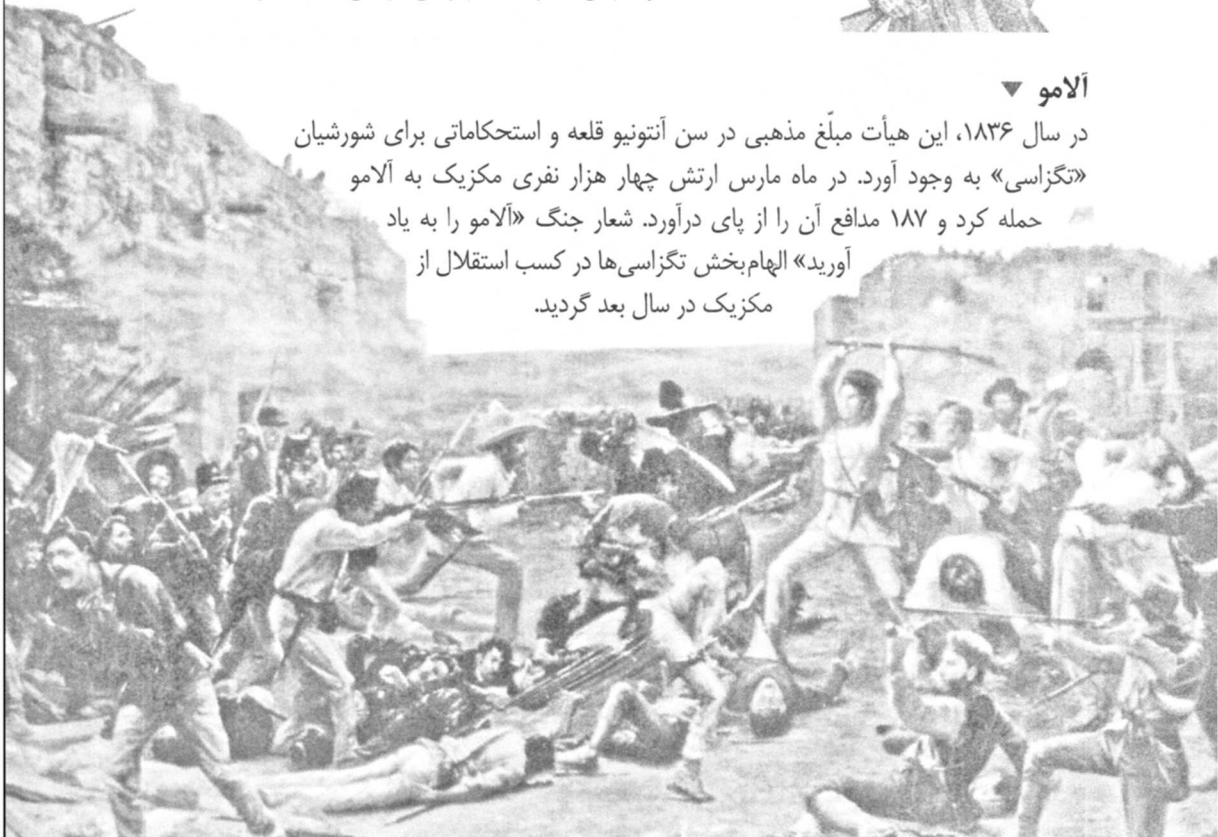 آلامو
در سال ۱۸۳۶، این هیأت مبلّغ مذهبی در سن آنتونیو قلعه و استحکاماتی برای شورشیان
«تگزاسی» به وجود آورد. در ماه مارس ارتش چهار هزار نفری مکزیک به آلامو
حمله کرد و ۱۸۷ مدافع آن را از پای درآورد. شعار جنگ «آلامو را به یاد
آورید» الهام‌بخش تگزاسی‌ها در کسب استقلال از
مکزیک در سال بعد گردید.